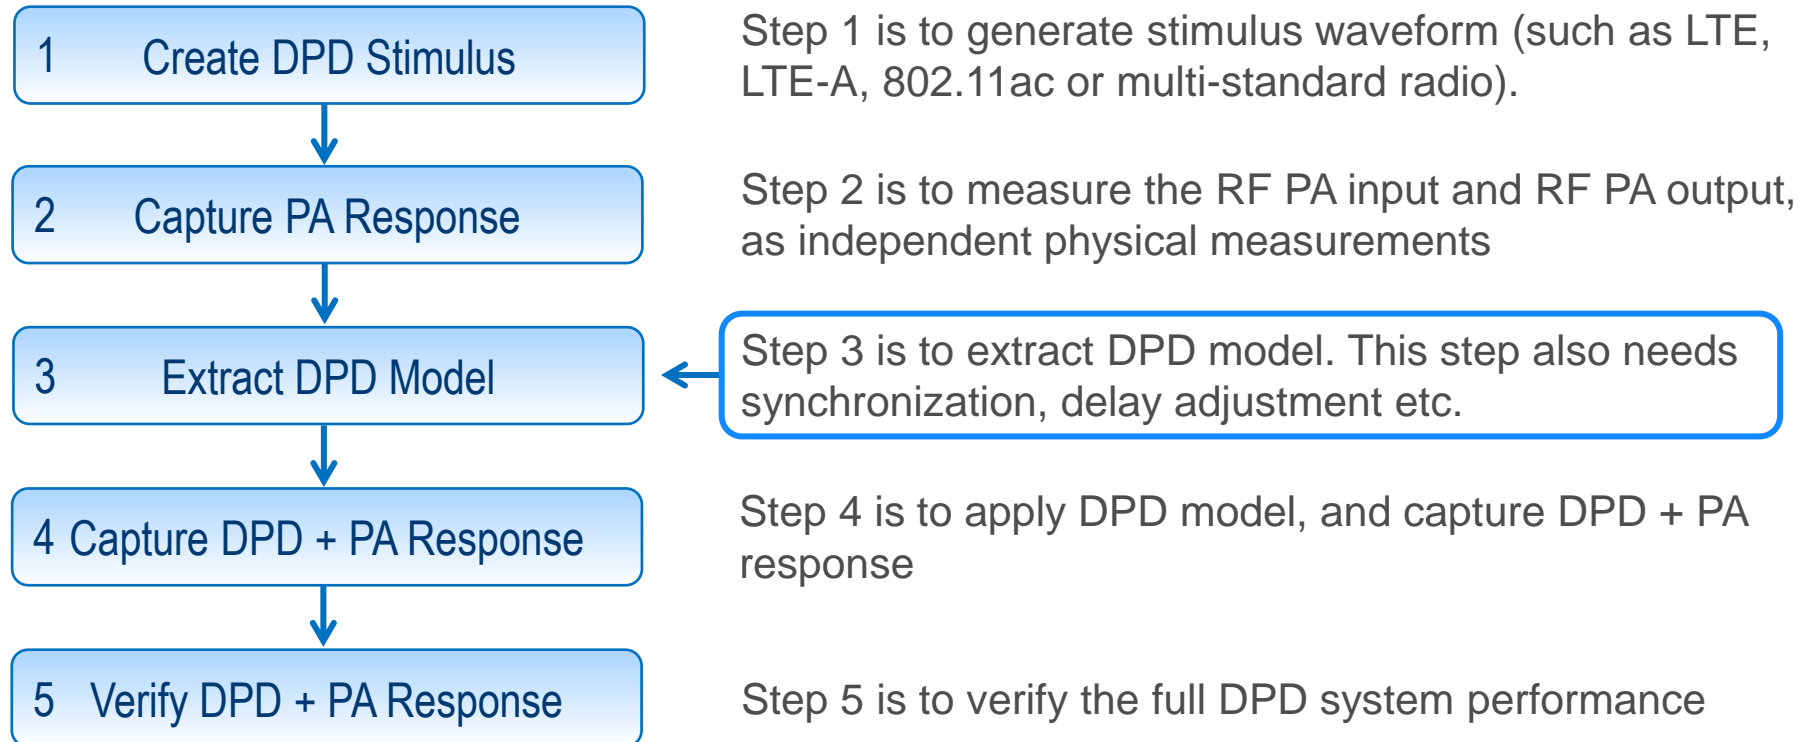 1 Create DPD Stimulus
Step 1 is to generate stimulus waveform (such as LTE,
LTE-A, 802.11ac or multi-standard radio).
2 Capture PA Response
Step 2 is to measure the RF PA input and RF PA output,
as independent physical measurements
3 Extract DPD Model
Step 3 is to extract DPD model. This step also needs
synchronization, delay adjustment etc.
4 Capture DPD + PA Response
Step 4 is to apply DPD model, and capture DPD + PA
response
5 Verify DPD + PA Response
Step 5 is to verify the full DPD system performance